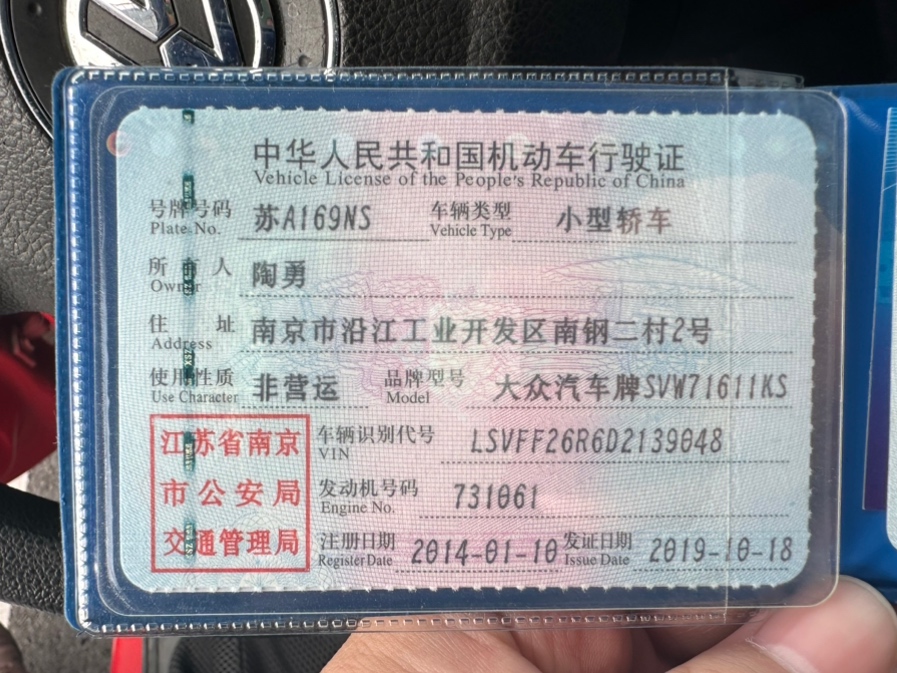 中华人民共和国机动车行驶证
Vehicle License of the People's Republic of China
号牌号码 苏A169NS 车辆类型 小型轿车
Plate No. Vehicle Type
所有人 陶勇
Owner
住址 南京市沿江工业开发区南钢二村2号
Address
使用性质 非营运 品牌型号 大众汽车牌SVW71611KS
Use Character Model
江苏省南京
市公安局
交通管理局
车辆识别代号 LSVFF26R6D2139048
VIN
发动机号码 731061
Engine No.
注册日期 2014-01-10 发证日期 2019-10-18
Register Date Issue Date